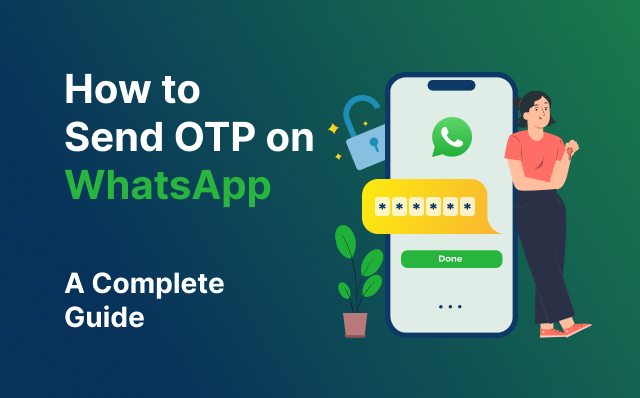 How to
Send OTP on
WhatsApp
A Complete
Guide
******
Done